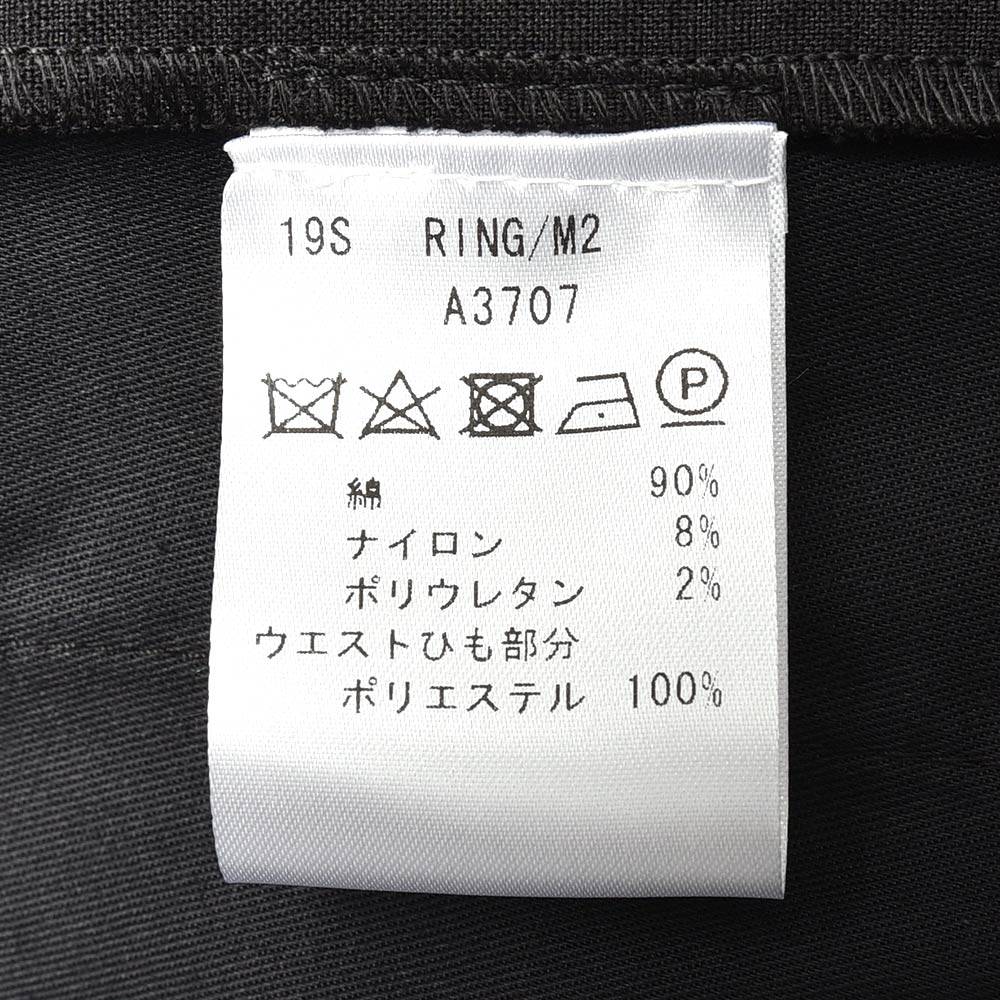 19S RING/M2
A3707
P
綿 90%
ナイロン 8%
ポリウレタン 2%
ウエストひも部分
ポリエステル 100%